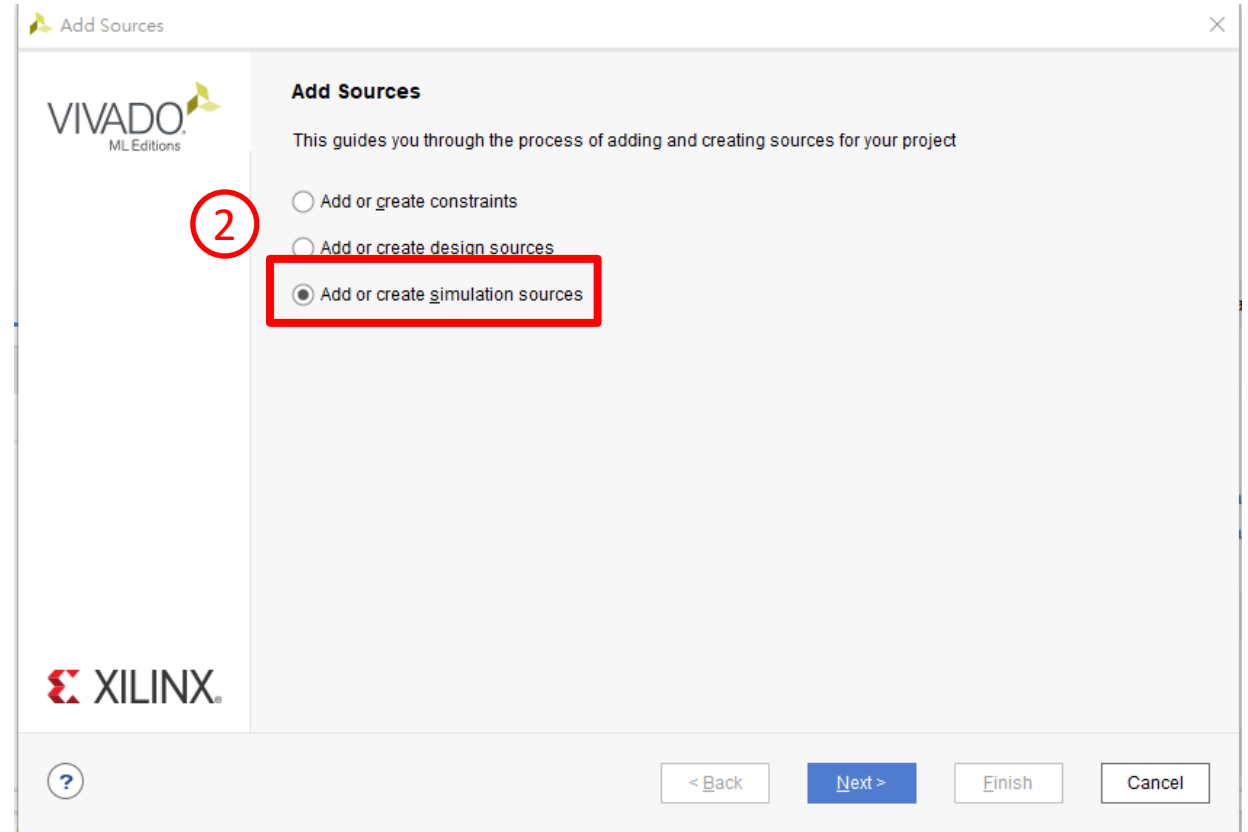 Add Sources
VIVADO
ML Editions
Add Sources
This guides you through the process of adding and creating sources for your project
Add or create constraints
2
Add or create design sources
Add or create simulation sources
XILINX
?
< Back
Next >
Finish
Cancel